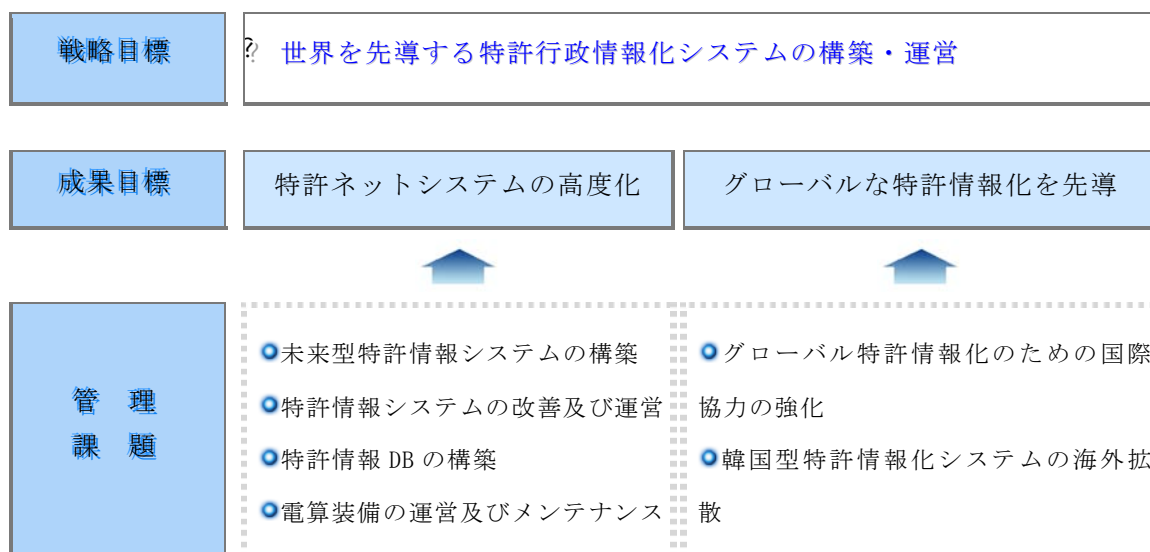 戦略目標
? 世界を先導する特許行政情報化システムの構築・運営
成果目標
特許ネットシステムの高度化
グローバルな特許情報化を先導
管 理
課 題
未来型特許情報システムの構築
特許情報システムの改善及び運営
特許情報 DB の構築
電算装備の運営及びメンテナンス
グローバル特許情報化のための国際
協力の強化
韓国型特許情報化システムの海外拡
散